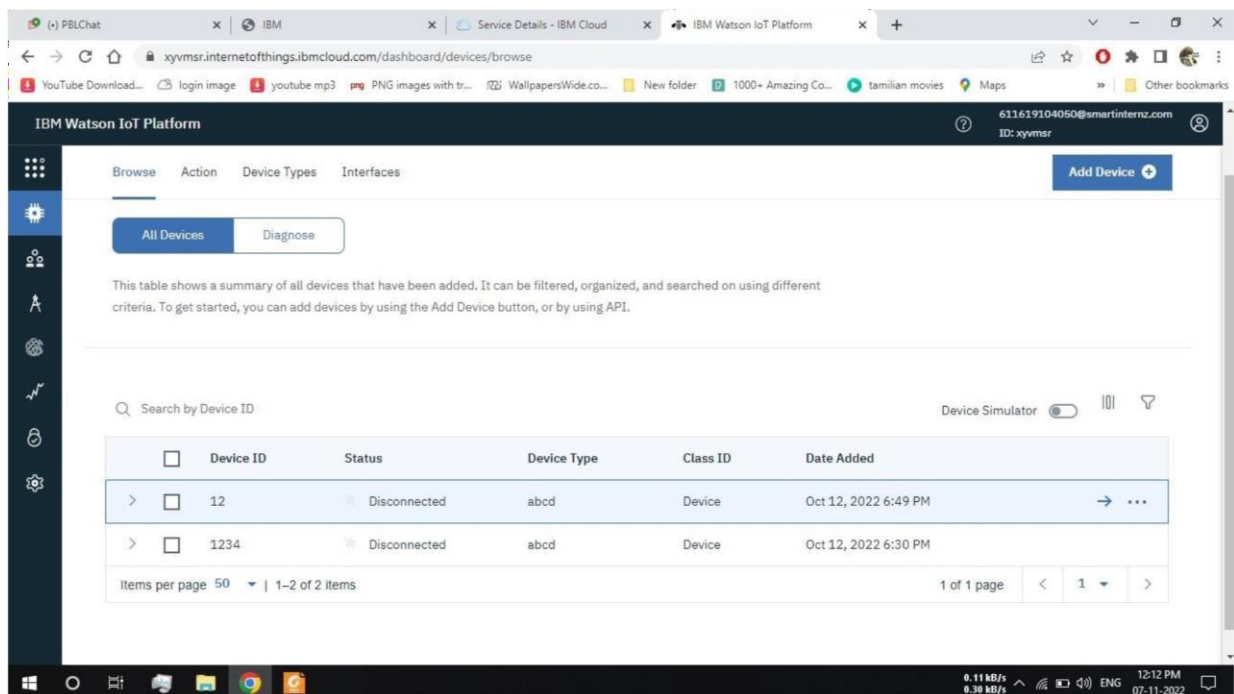 (•) PBLChat
IBM
Service Details - IBM Cloud
IBM Watson IoT Platform
xyvmsr.internetofthings.ibmcloud.com/dashboard/devices/browse
YouTube Download...
login image
youtube mp3
png PNG images with tr...
WallpapersWide.co...
New folder
1000+ Amazing Co...
tamilian movies
Maps
»
Other bookmarks
IBM Watson IoT Platform
611619104050@smartinternz.com
ID: xyvmsr
Browse Action Device Types Interfaces
Add Device
All Devices Diagnose
This table shows a summary of all devices that have been added. It can be filtered, organized, and searched on using different
criteria. To get started, you can add devices by using the Add Device button, or by using API.
Search by Device ID
Device Simulator
Device ID Status Device Type Class ID Date Added
12 Disconnected abcd Device Oct 12, 2022 6:49 PM
1234 Disconnected abcd Device Oct 12, 2022 6:30 PM
Items per page 50 | 1–2 of 2 items
1 of 1 page 1
0.11 kB/s
0.30 kB/s
ENG
12:12 PM
07-11-2022